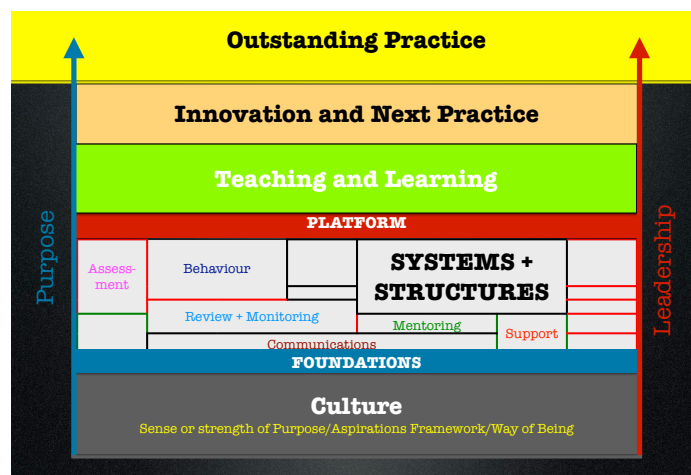 Outstanding Practice
Innovation and Next Practice
Teaching and Learning
PLATFORM
Purpose
Leadership
Assess-
ment
Behaviour
SYSTEMS +
STRUCTURES
Review + Monitoring
Mentoring
Support
Communications
FOUNDATIONS
Culture
Sense or strength of Purpose/Aspirations Framework/Way of Being